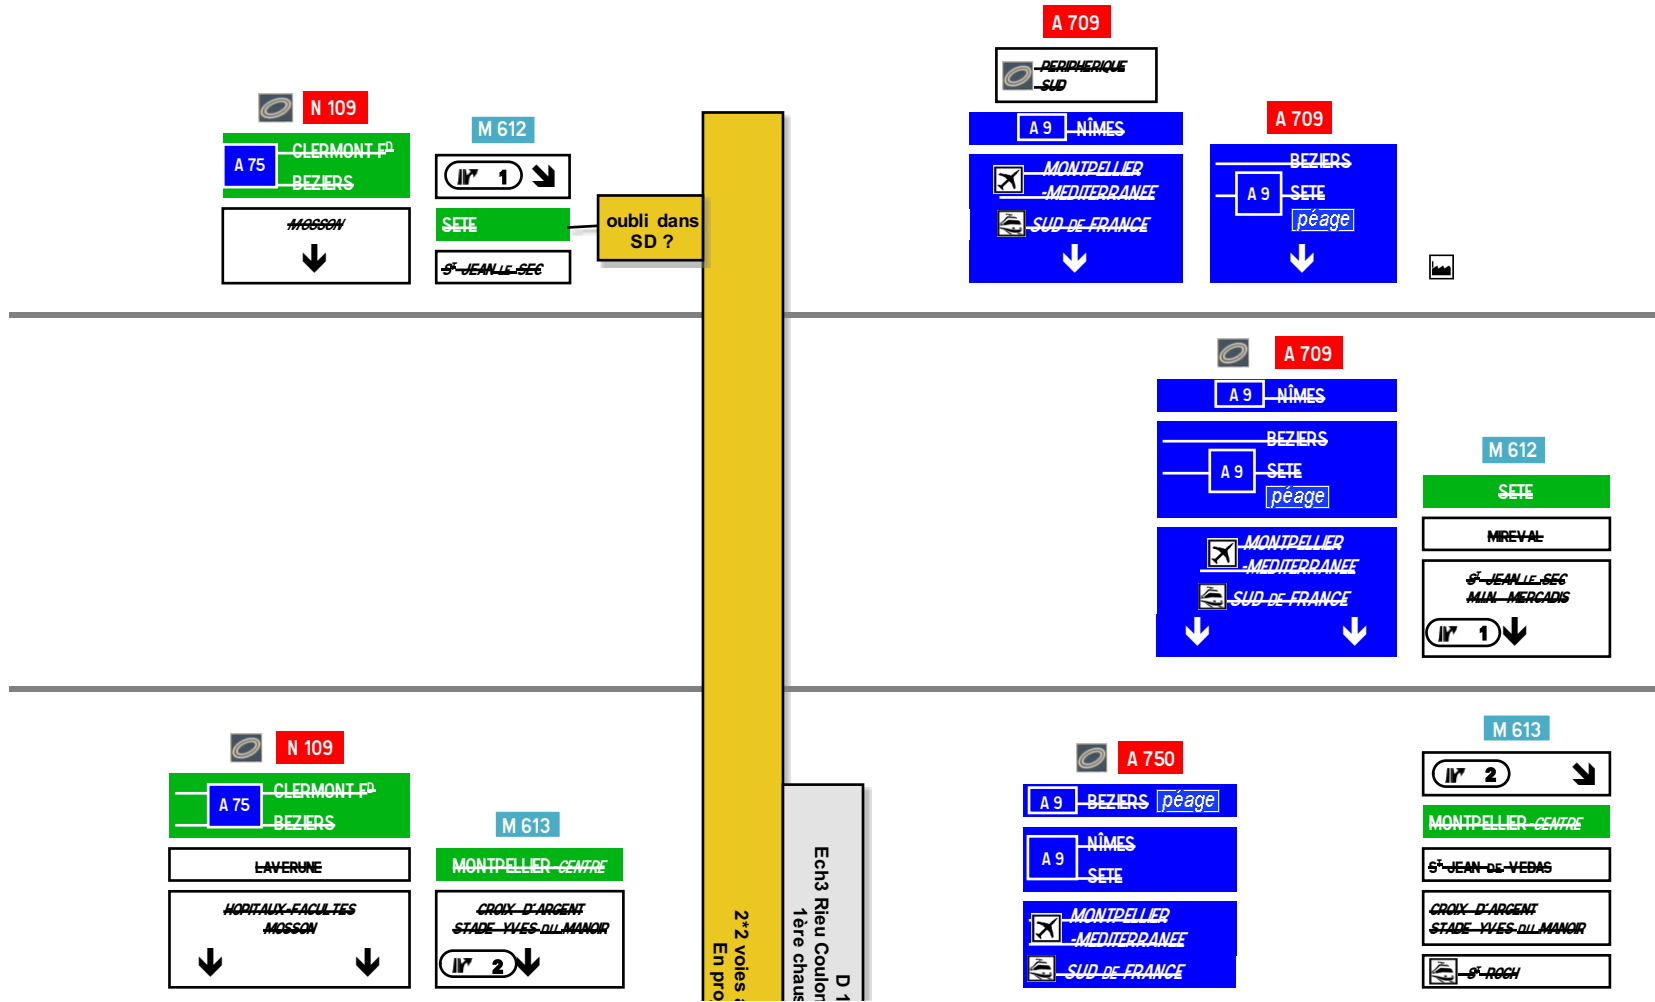 A 709
PERIPHERIQUE
SUD
N 109
A 75
CLERMONT FD
BEZIERS
MOSSON
M 612
1
SETE
ST JEAN LE SEC
oubli dans
SD ?
A 9 NÎMES
MONTPELLIER
-MEDITERRANEE
SUD DE FRANCE
A 709
BEZIERS
A 9 SETE
péage
A 709
A 9 NÎMES
BEZIERS
A 9 SETE
péage
MONTPELLIER
-MEDITERRANEE
SUD DE FRANCE
M 612
SETE
MIREVAL
ST JEAN LE SEC
M.I.N. MERCADIS
1
N 109
A 75
CLERMONT FD
BEZIERS
LAVERUNE
HOPITAUX-FACULTES
MOSSON
M 613
MONTPELLIER-CENTRE
CROIX D'ARGENT
STADE YVES DU MANOIR
2
2*2 voies
En
D 1
Ech3 Rieu Coulon
1ère
A 750
A 9 BEZIERS péage
A 9
NÎMES
SETE
MONTPELLIER
-MEDITERRANEE
SUD DE FRANCE
M 613
2
MONTPELLIER-CENTRE
ST JEAN DE VEDAS
CROIX D'ARGENT
STADE YVES DU MANOIR
ST ROCH